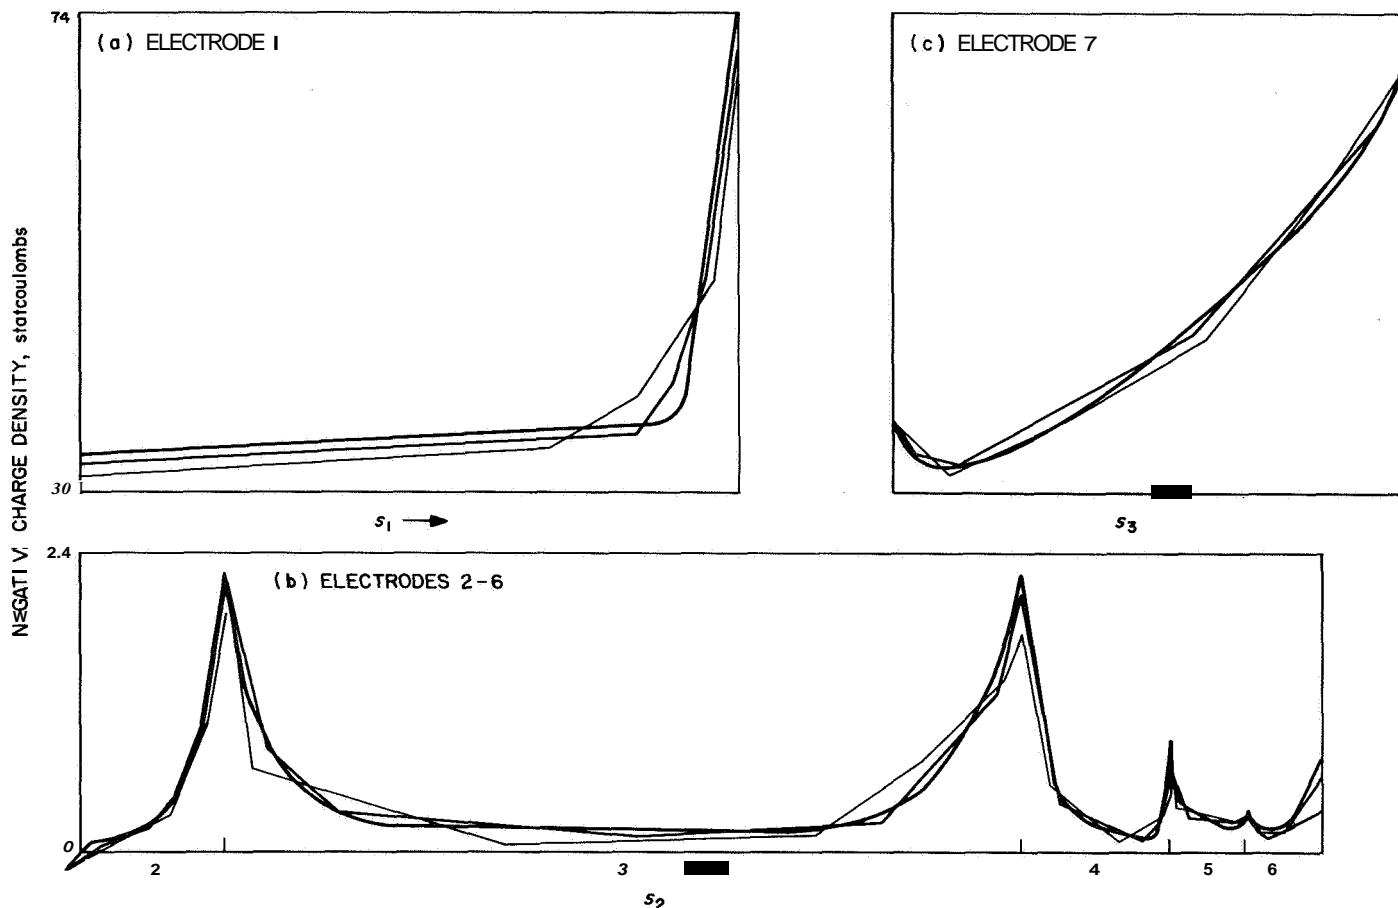 74
(a) ELECTRODE 1
(c) ELECTRODE 7
NEGATIV. CHARGE DENSITY, statcoulombs
30
s1
s3
2.4
(b) ELECTRODES 2-6
0
2 3 4 5 6
s2